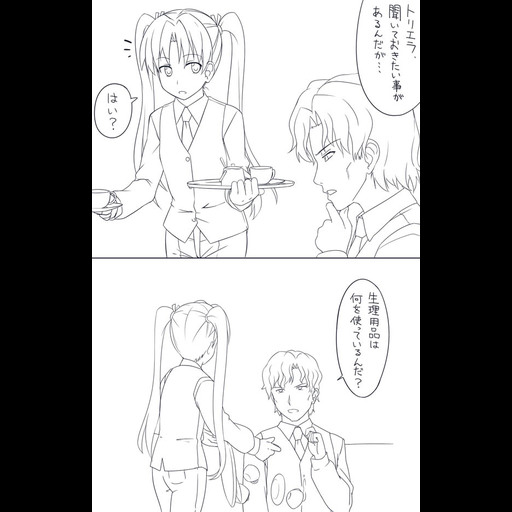 トリエラ、
聞いておきたい事が
あるんだが…
はい?
生理用品は
何を使っているんだ?